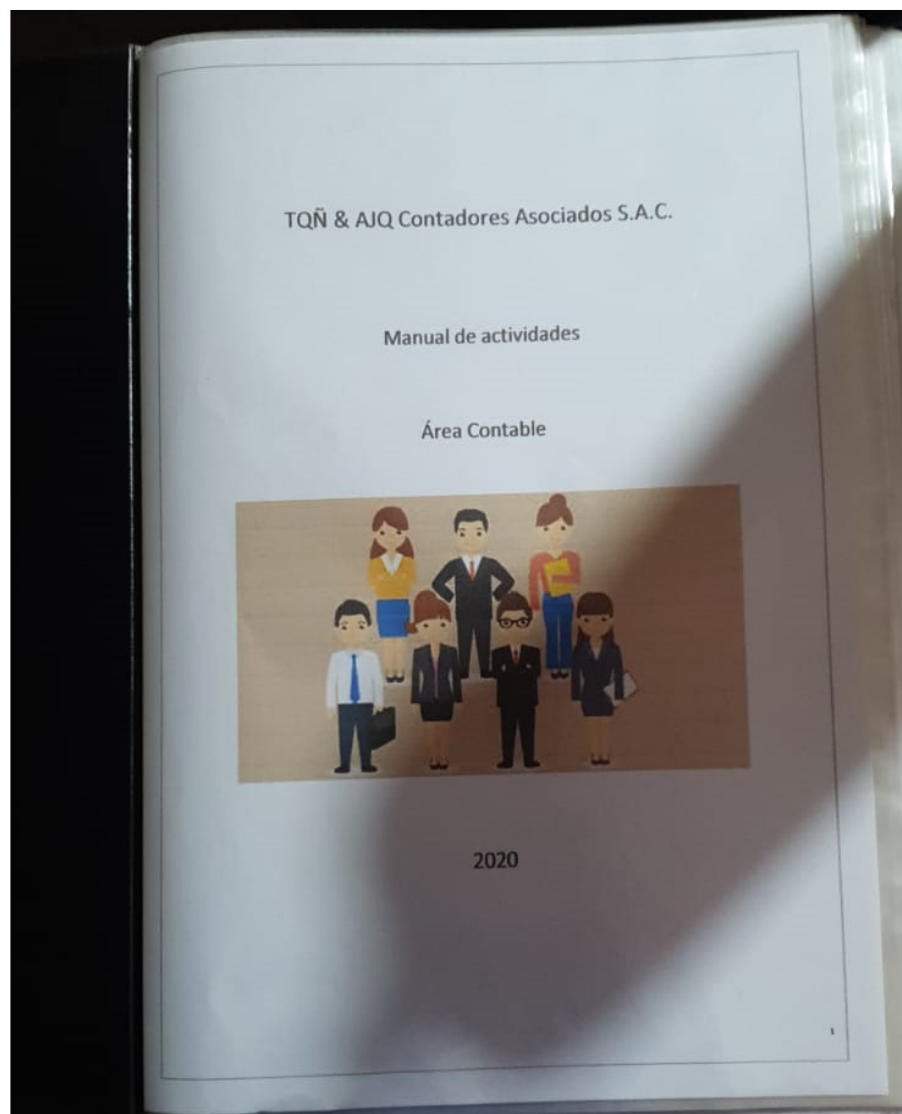 TQÑ & AJQ Contadores Asociados S.A.C.
Manual de actividades
Área Contable
2020
1